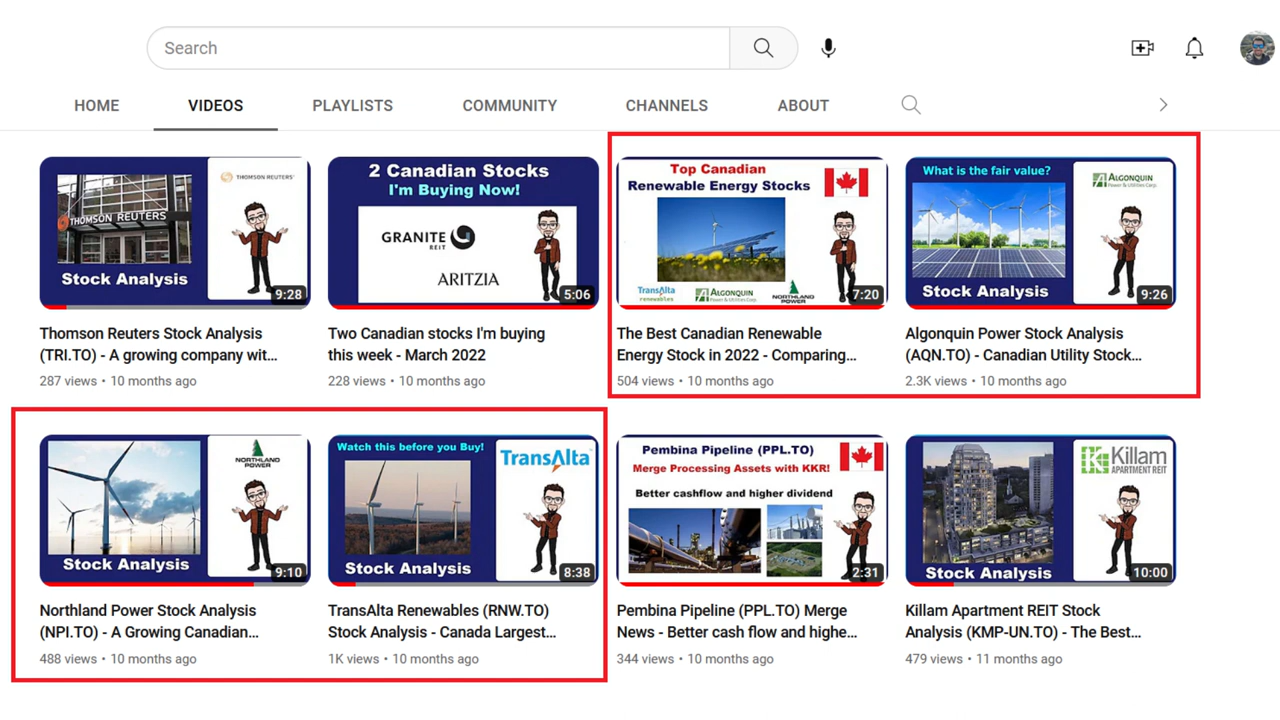 Search
HOME
VIDEOS
PLAYLISTS
COMMUNITY
CHANNELS
ABOUT
THOMSON REUTERS
THOMSON REUTERS
Stock Analysis
9:28
Thomson Reuters Stock Analysis
(TRI.TO) - A growing company wit...
287 views • 10 months ago
2 Canadian Stocks
I'm Buying Now!
GRANITE
REIT
ARITZIA
5:06
Two Canadian stocks I'm buying
this week - March 2022
228 views • 10 months ago
Top Canadian
Renewable Energy Stocks
TransAlta
renewables
ALGONQUIN
Power & Utilities Corp
NORTHLAND
POWER
7:20
The Best Canadian Renewable
Energy Stock in 2022 - Comparing...
504 views • 10 months ago
What is the fair value?
ALGONQUIN
Power & Utilities Corp.
Stock Analysis
9:26
Algonquin Power Stock Analysis
(AQN.TO) - Canadian Utility Stock...
2.3K views • 10 months ago
NORTHLAND
POWER
Stock Analysis
9:10
Northland Power Stock Analysis
(NPI.TO) - A Growing Canadian...
488 views • 10 months ago
Watch this before you Buy!
TransAlta
Stock Analysis
8:38
TransAlta Renewables (RNW.TO)
Stock Analysis - Canada Largest...
1K views • 10 months ago
Pembina Pipeline (PPL.TO)
Merge Processing Assets with KKR!
Better cashflow and higher dividend
2:31
Pembina Pipeline (PPL.TO) Merge
News - Better cash flow and highe...
344 views • 10 months ago
Killam
APARTMENT REIT
Stock Analysis
10:00
Killam Apartment REIT Stock
Analysis (KMP-UN.TO) - The Best...
479 views • 11 months ago